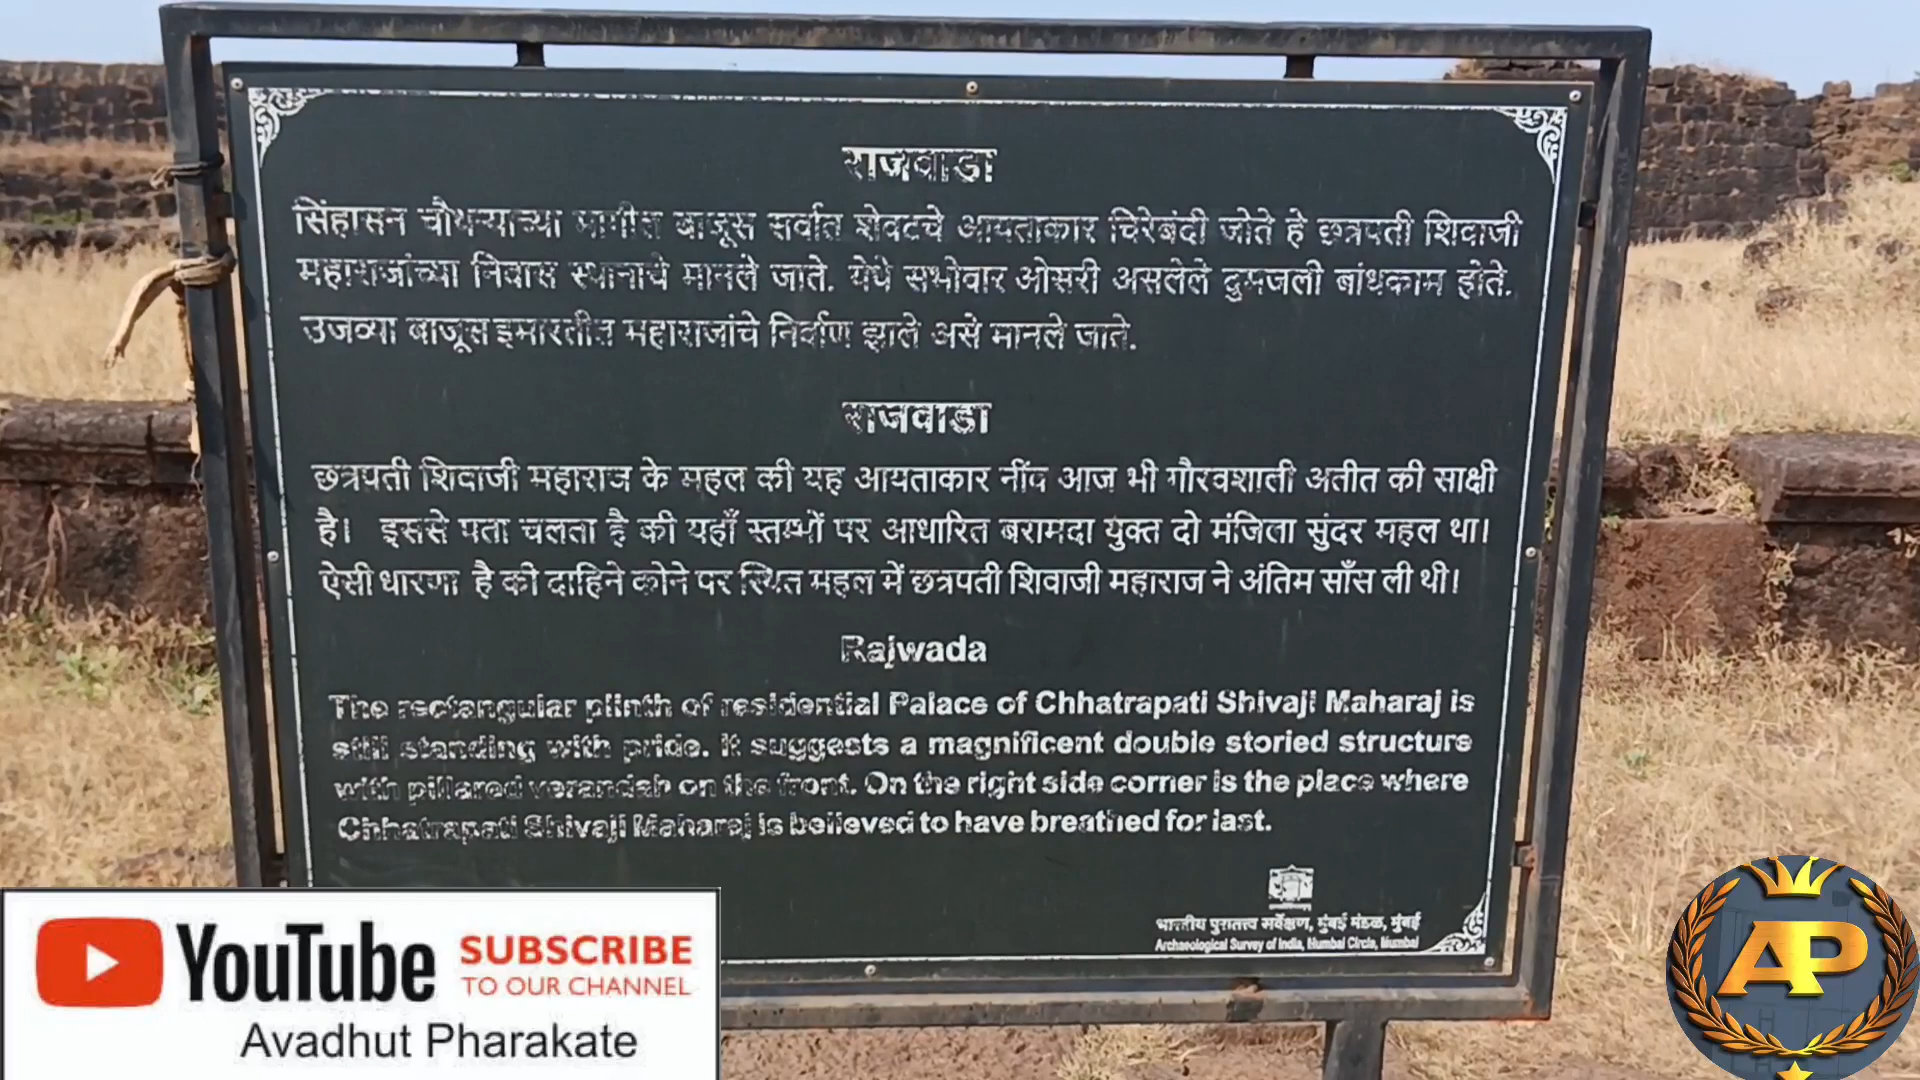 राजवाडा
सिंहासन चौथऱ्याच्या मागील बाजूस सर्वात शेवटचे आयताकार चिरेबंदी जोते हे छत्रपती शिवाजी
महाराजांच्या निवास स्थानाचे मानले जाते. येथे सभोवार ओसरी असलेले दुमजली बांधकाम होते.
उजव्या बाजूस इमारतीत महाराजांचे निर्वाण झाले असे मानले जाते.
राजवाडा
छत्रपती शिवाजी महाराज के महल की यह आयताकार नींव आज भी गौरवशाली अतीत की साक्षी
है। इससे पता चलता है की यहाँ स्तम्भों पर आधारित बरामदा युक्त दो मंजिला सुंदर महल था।
ऐसी धारणा है की दाहिने कोने पर स्थित महल में छत्रपती शिवाजी महाराज ने अंतिम साँस ली थी।
Rajwada
The rectangular plinth of residential Palace of Chhatrapati Shivaji Maharaj is
still standing with pride. It suggests a magnificent double storied structure
with pillared verandah on the front. On the right side corner is the place where
Chhatrapati Shivaji Maharaj is believed to have breathed for last.
भारतीय पुरातत्व सर्वेक्षण, मुंबई मंडळ, मुंबई
Archaeological Survey of India, Mumbai Circle, Mumbai
YouTube SUBSCRIBE
TO OUR CHANNEL
Avadhut Pharakate
AP